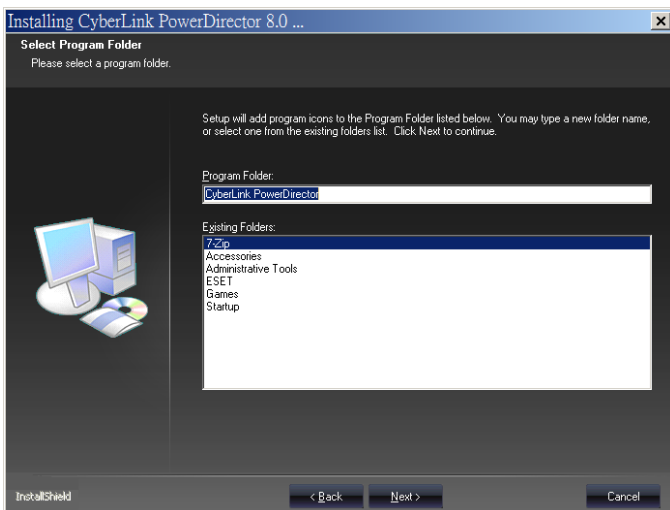 Installing CyberLink PowerDirector 8.0 ...
Select Program Folder
Please select a program folder.
Setup will add program icons to the Program Folder listed below. You may type a new folder name,
or select one from the existing folders list. Click Next to continue.
Program Folder:
CyberLink PowerDirector
Existing Folders:
7-Zip
Accessories
Administrative Tools
ESET
Games
Startup
InstallShield
< Back
Next >
Cancel